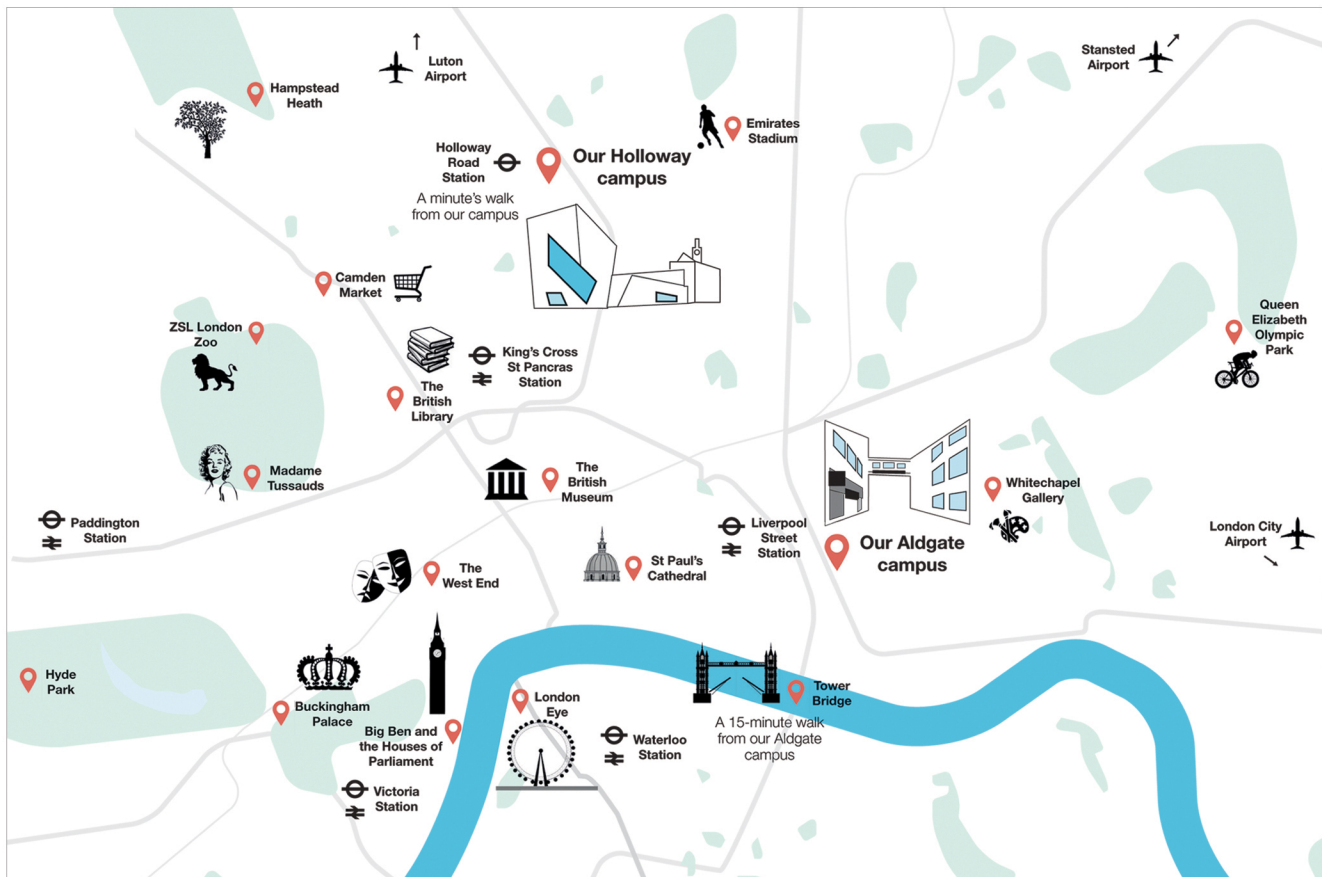 Luton
Airport
Stansted
Airport
Hampstead
Heath
Emirates
Stadium
Holloway
Road
Station
Our Holloway
campus
A minute's walk
from our campus
Camden
Market
ZSL London
Zoo
King's Cross
St Pancras
Station
The
British
Library
Queen
Elizabeth
Olympic
Park
Madame
Tussauds
The
British
Museum
Whitechapel
Gallery
Paddington
Station
Liverpool
Street
Station
Our Aldgate
campus
London City
Airport
The
West End
St Paul's
Cathedral
Hyde
Park
Buckingham
Palace
Big Ben and
the Houses of
Parliament
London
Eye
Waterloo
Station
Tower
Bridge
A 15-minute walk
from our Aldgate
campus
Victoria
Station